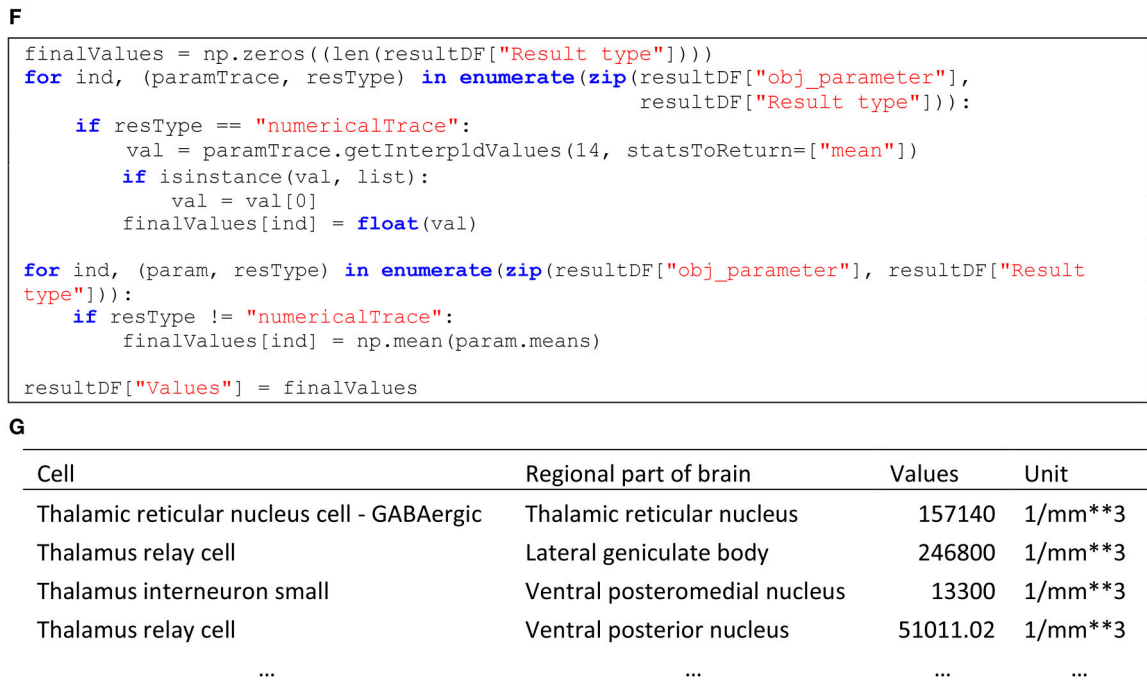 F
finalValues = np.zeros((len(resultDF["Result type"])))
for ind, (paramTrace, resType) in enumerate(zip(resultDF["obj_parameter"],
resultDF["Result type"])):
if resType == "numericalTrace":
val = paramTrace.getInterp1dValues(14, statsToReturn=["mean"])
if isinstance(val, list):
val = val[0]
finalValues[ind] = float(val)
for ind, (param, resType) in enumerate(zip(resultDF["obj_parameter"], resultDF["Result
type"])):
if resType != "numericalTrace":
finalValues[ind] = np.mean(param.means)
resultDF["Values"] = finalValues
G
Cell Regional part of brain Values Unit
Thalamic reticular nucleus cell - GABAergic Thalamic reticular nucleus 157140 1/mm**3
Thalamus relay cell Lateral geniculate body 246800 1/mm**3
Thalamus interneuron small Ventral posteromedial nucleus 13300 1/mm**3
Thalamus relay cell Ventral posterior nucleus 51011.02 1/mm**3
... ... ... ...